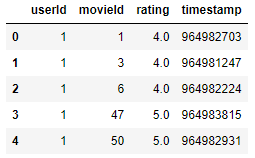 userId movieId rating timestamp
0 1 1 4.0 964982703
1 1 3 4.0 964981247
2 1 6 4.0 964982224
3 1 47 5.0 964983815
4 1 50 5.0 964982931